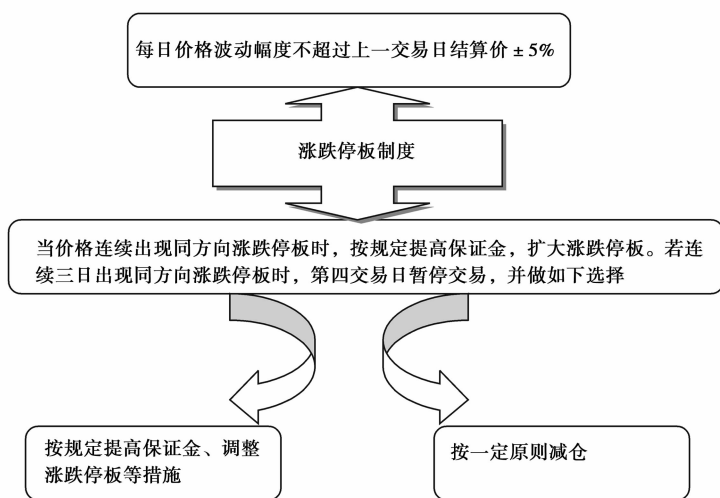 每日价格波动幅度不超过上一交易日结算价±5%
涨跌停板制度
当价格连续出现同方向涨跌停板时，按规定提高保证金，扩大涨跌停板。若连
续三日出现同方向涨跌停板时，第四交易日暂停交易，并做如下选择
按规定提高保证金、调整
涨跌停板等措施
按一定原则减仓